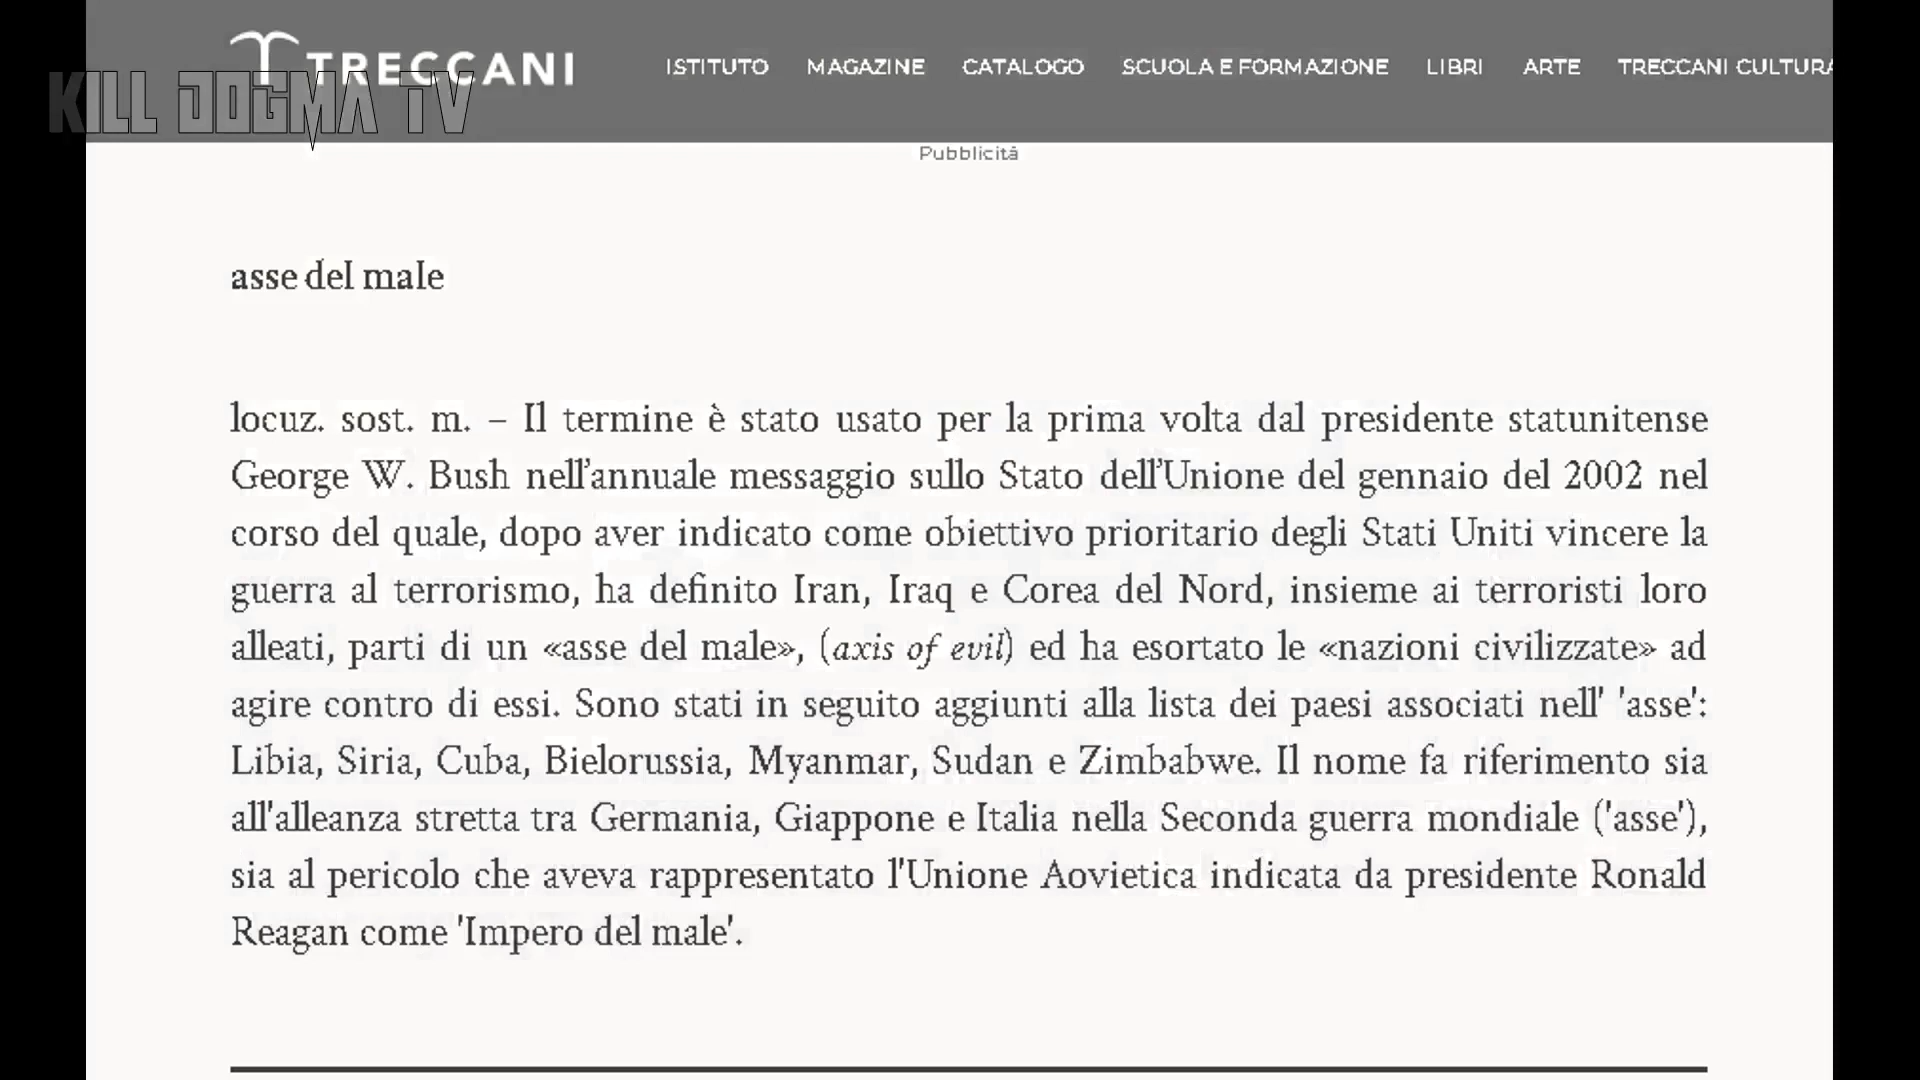 TRECCANI
ISTITUTO MAGAZINE CATALOGO SCUOLA E FORMAZIONE LIBRI ARTE TRECCANI CULTURA
KILL DOGMA TV
Pubblicità
asse del male
locuz. sost. m. – Il termine è stato usato per la prima volta dal presidente statunitense
George W. Bush nell’annuale messaggio sullo Stato dell’Unione del gennaio del 2002 nel
corso del quale, dopo aver indicato come obiettivo prioritario degli Stati Uniti vincere la
guerra al terrorismo, ha definito Iran, Iraq e Corea del Nord, insieme ai terroristi loro
alleati, parti di un «asse del male», (axis of evil) ed ha esortato le «nazioni civilizzate» ad
agire contro di essi. Sono stati in seguito aggiunti alla lista dei paesi associati nell' 'asse':
Libia, Siria, Cuba, Bielorussia, Myanmar, Sudan e Zimbabwe. Il nome fa riferimento sia
all'alleanza stretta tra Germania, Giappone e Italia nella Seconda guerra mondiale ('asse'),
sia al pericolo che aveva rappresentato l'Unione Aovietica indicata da presidente Ronald
Reagan come 'Impero del male'.